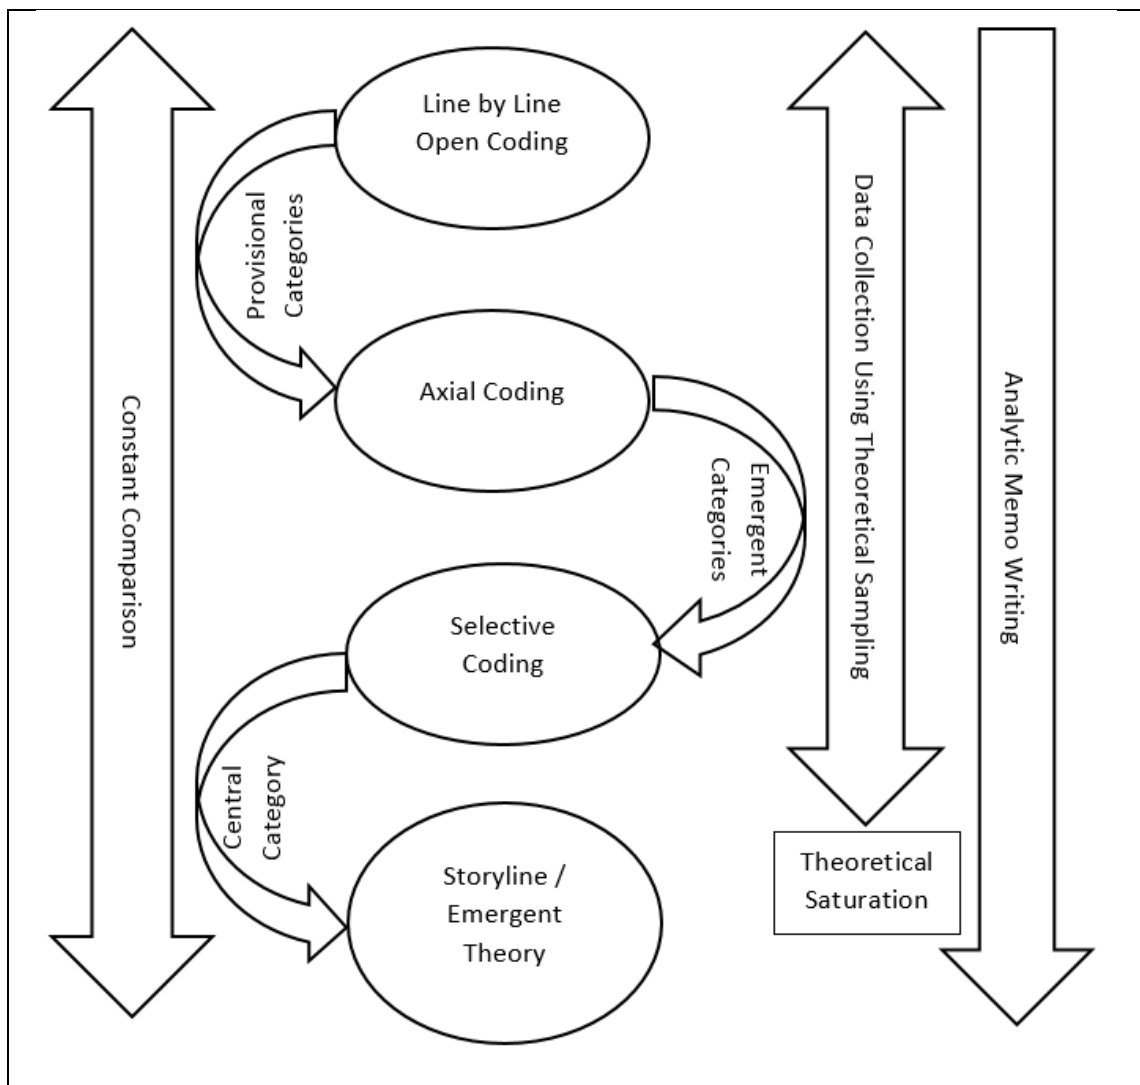 Line by Line
Open Coding
Provisional
Categories
Axial Coding
Emergent
Categories
Selective
Coding
Central
Category
Storyline /
Emergent
Theory
Constant Comparison
Data Collection Using Theoretical Sampling
Theoretical
Saturation
Analytic Memo Writing